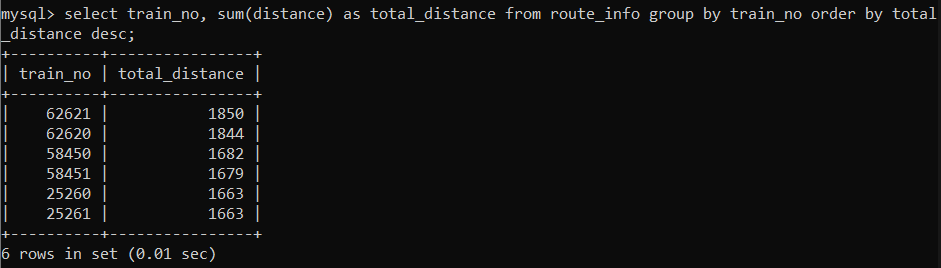 mysql> select train_no, sum(distance) as total_distance from route_info group by train_no order by total
_distance desc;
+----------+----------------+
| train_no | total_distance |
+----------+----------------+
|    62621 |           1850 |
|    62620 |           1844 |
|    58450 |           1682 |
|    58451 |           1679 |
|    25260 |           1663 |
|    25261 |           1663 |
+----------+----------------+
6 rows in set (0.01 sec)